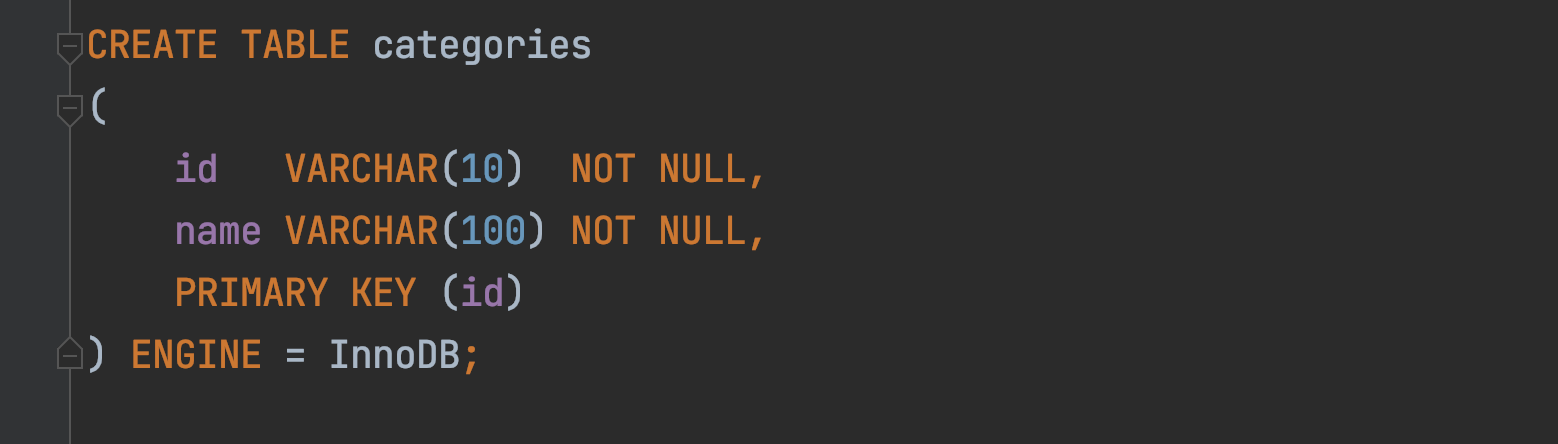 CREATE TABLE categories
(
    id   VARCHAR(10)  NOT NULL,
    name VARCHAR(100) NOT NULL,
    PRIMARY KEY (id)
) ENGINE = InnoDB;